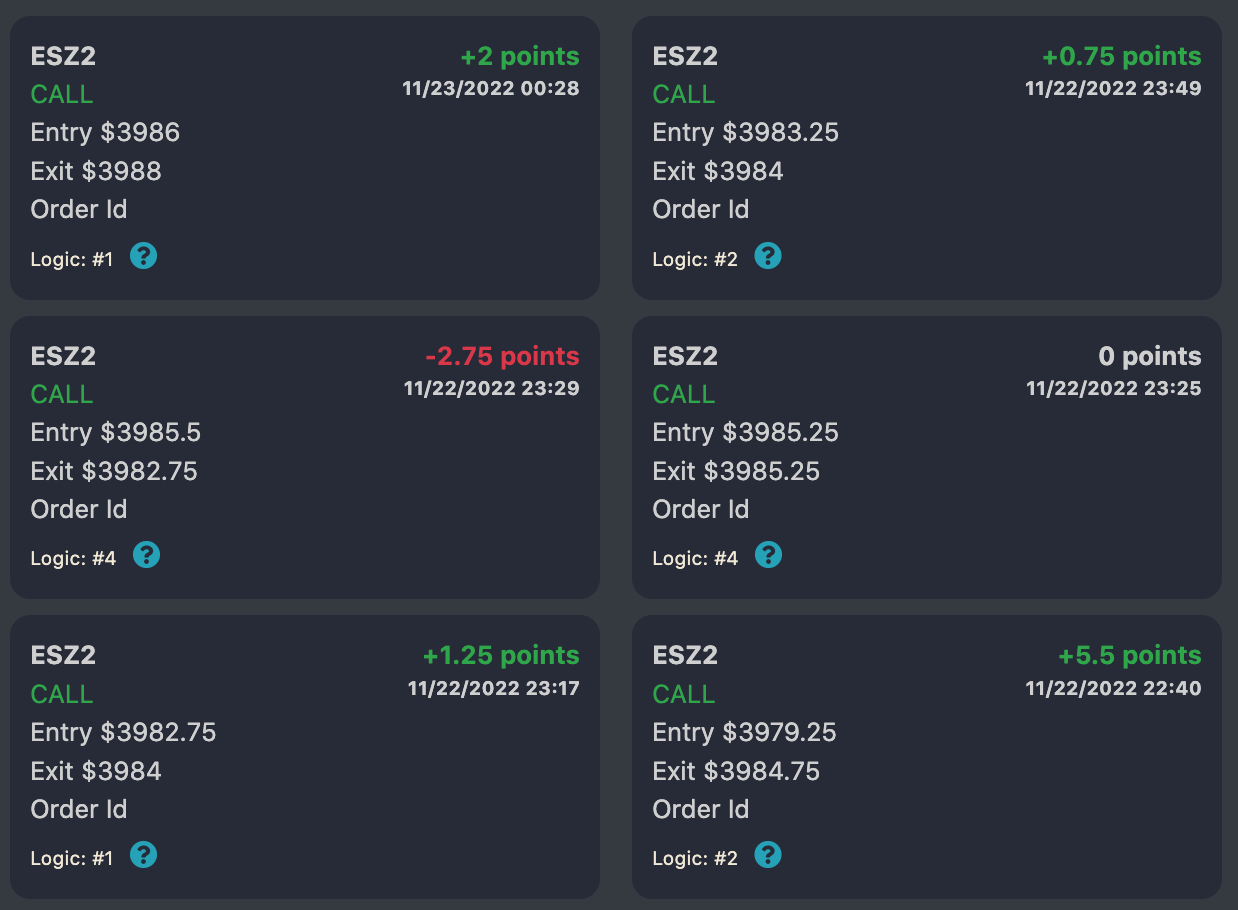 ESZ2
+2 points
CALL
11/23/2022 00:28
Entry $3986
Exit $3988
Order Id
Logic: #1 ?
ESZ2
+0.75 points
CALL
11/22/2022 23:49
Entry $3983.25
Exit $3984
Order Id
Logic: #2 ?
ESZ2
-2.75 points
CALL
11/22/2022 23:29
Entry $3985.5
Exit $3982.75
Order Id
Logic: #4 ?
ESZ2
0 points
CALL
11/22/2022 23:25
Entry $3985.25
Exit $3985.25
Order Id
Logic: #4 ?
ESZ2
+1.25 points
CALL
11/22/2022 23:17
Entry $3982.75
Exit $3984
Order Id
Logic: #1 ?
ESZ2
+5.5 points
CALL
11/22/2022 22:40
Entry $3979.25
Exit $3984.75
Order Id
Logic: #2 ?